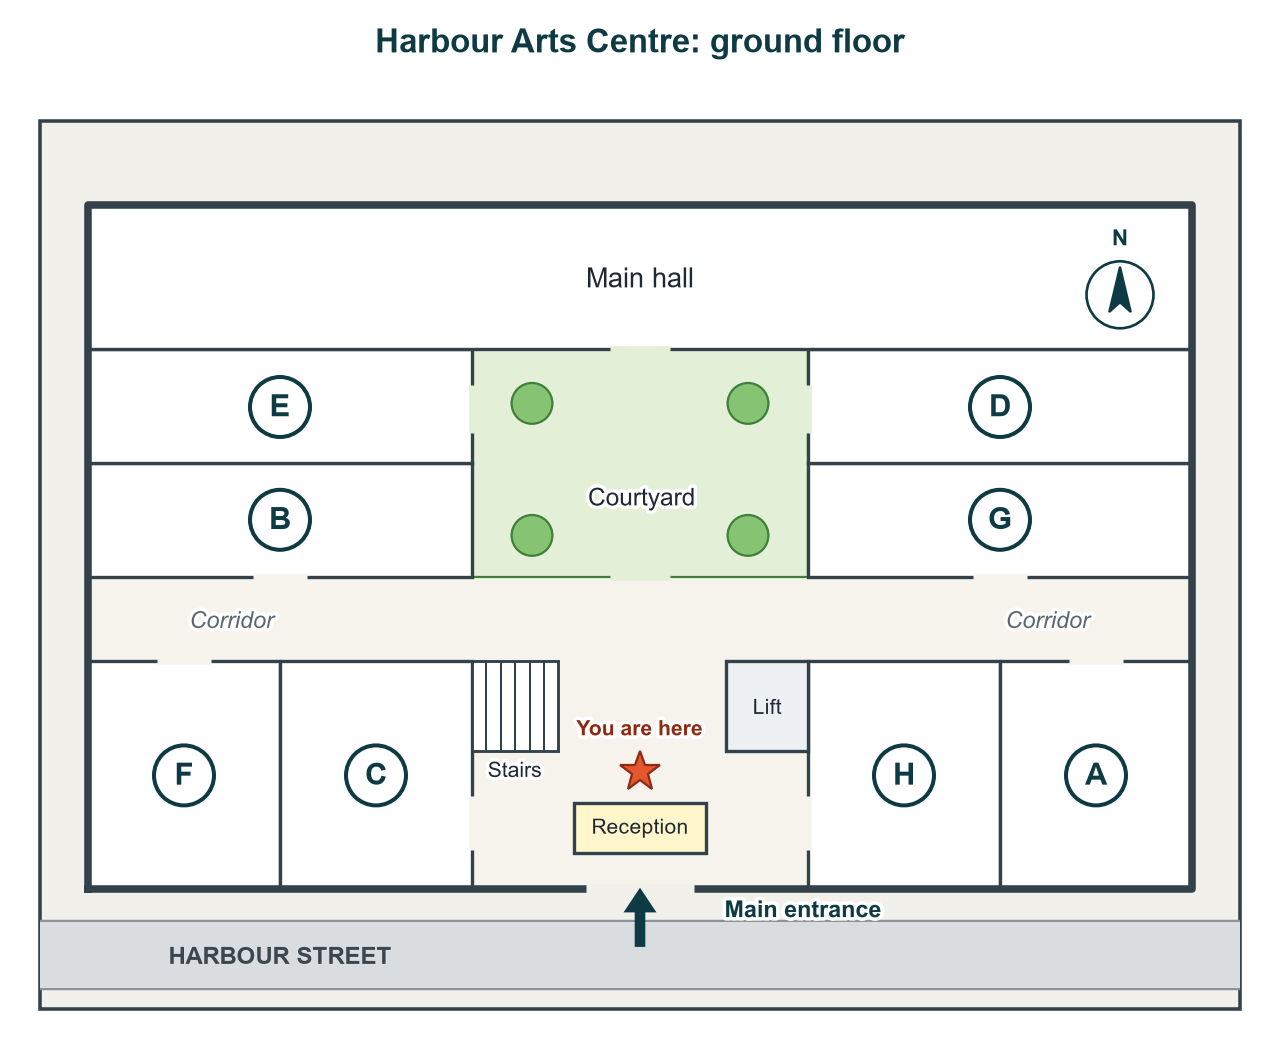 Harbour Arts Centre: ground floor
N
Main hall
E
D
Courtyard
B
G
Corridor
Corridor
Lift
You are here
Stairs
F
C
H
A
Reception
Main entrance
HARBOUR STREET